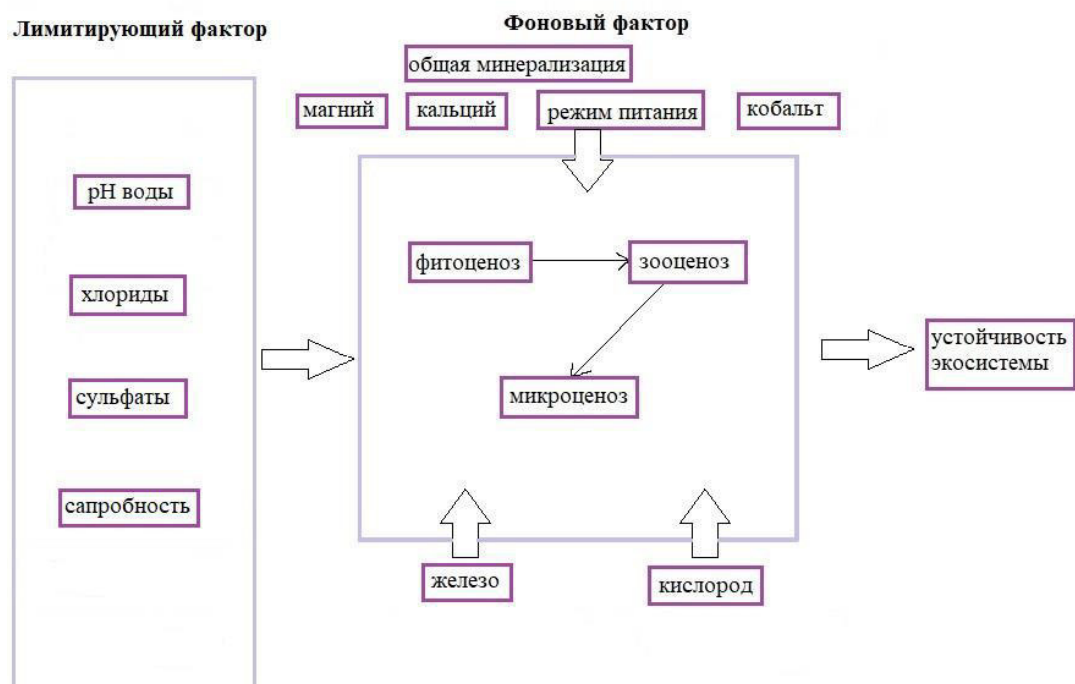 Лимитирующий фактор
Фоновый фактор
общая минерализация
магний
кальций
режим питания
кобальт
pH воды
хлориды
сульфаты
сапробность
фитоценоз
зооценоз
микроценоз
устойчивость
экосистемы
железо
кислород